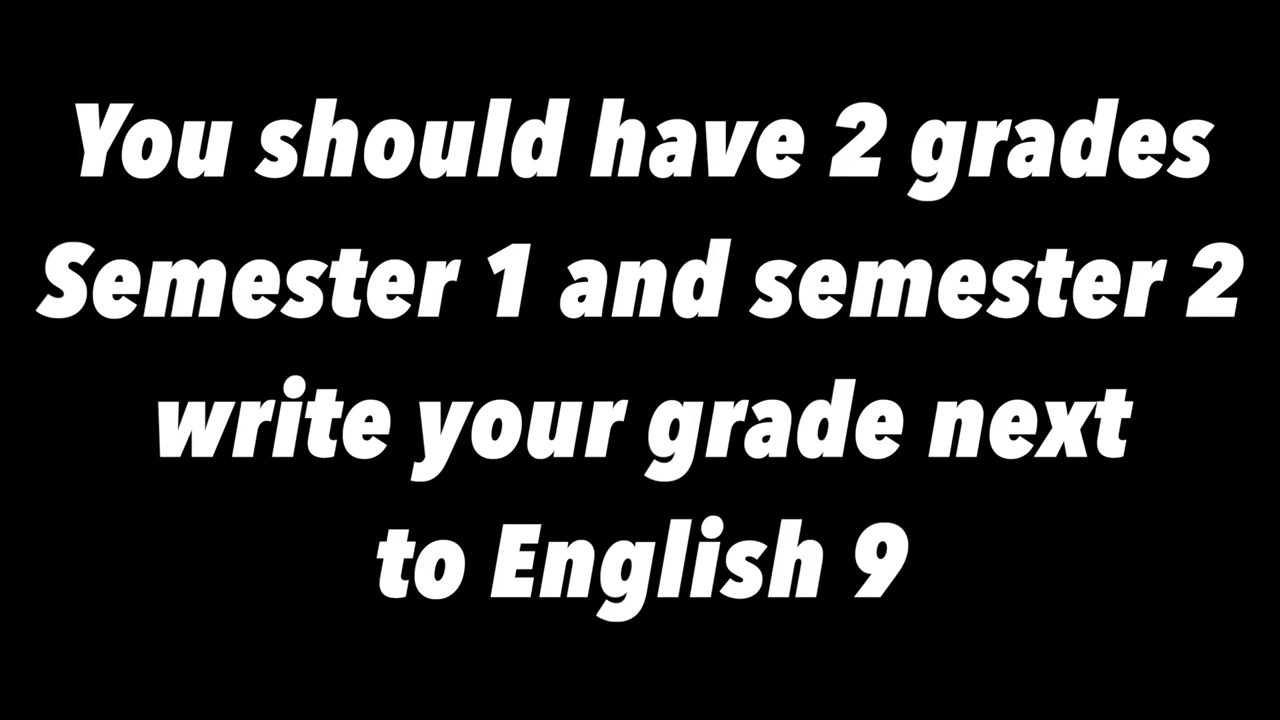 You should have 2 grades
Semester 1 and semester 2
write your grade next
to English 9